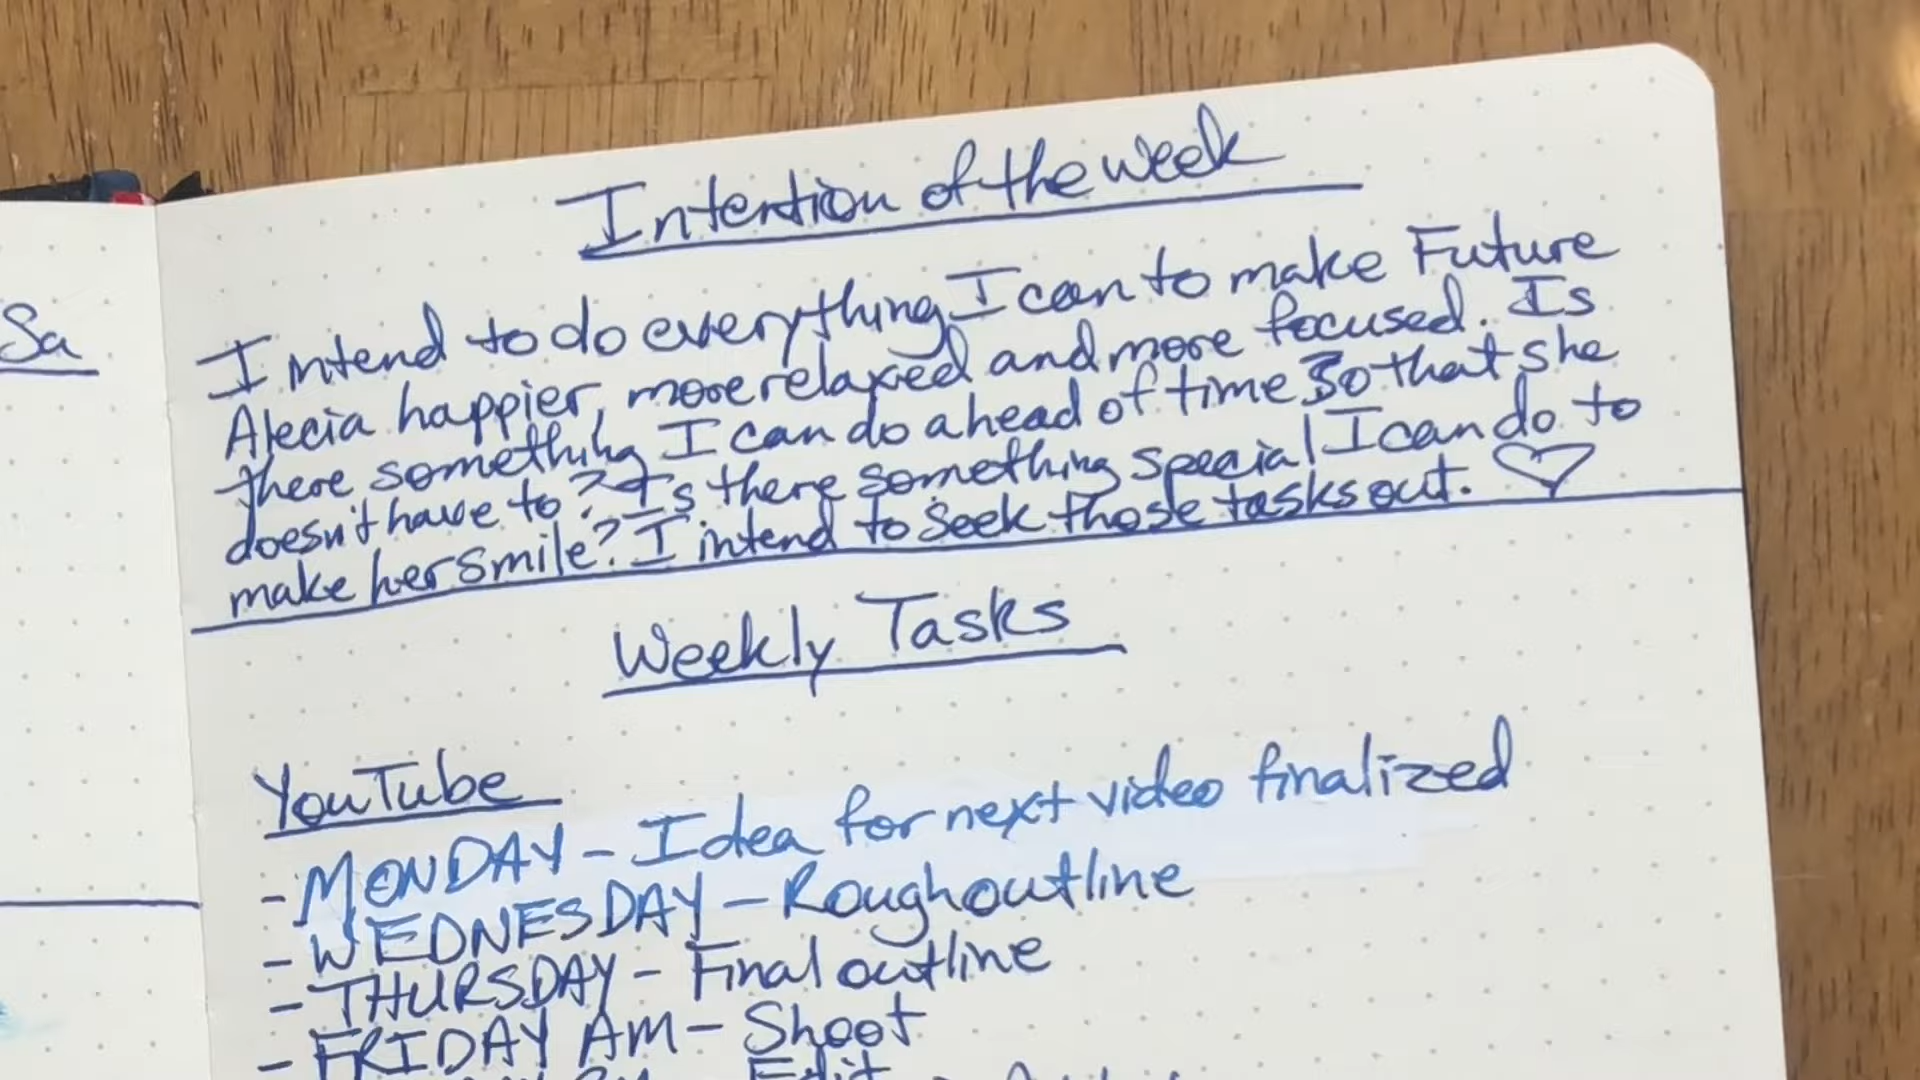 Sa
Intention of the week
I intend to do everything I can to make Future
Alecia happier, more relaxed and more focused. Is
there something I can do ahead of time so that she
doesn't have to? Is there something special I can do to
make her smile? I intend to seek those tasks out. ♡
Weekly Tasks
YouTube
- MONDAY - Idea for next video finalized
- WEDNESDAY - Rough outline
- THURSDAY - Final outline
- FRIDAY AM - Shoot
Edit